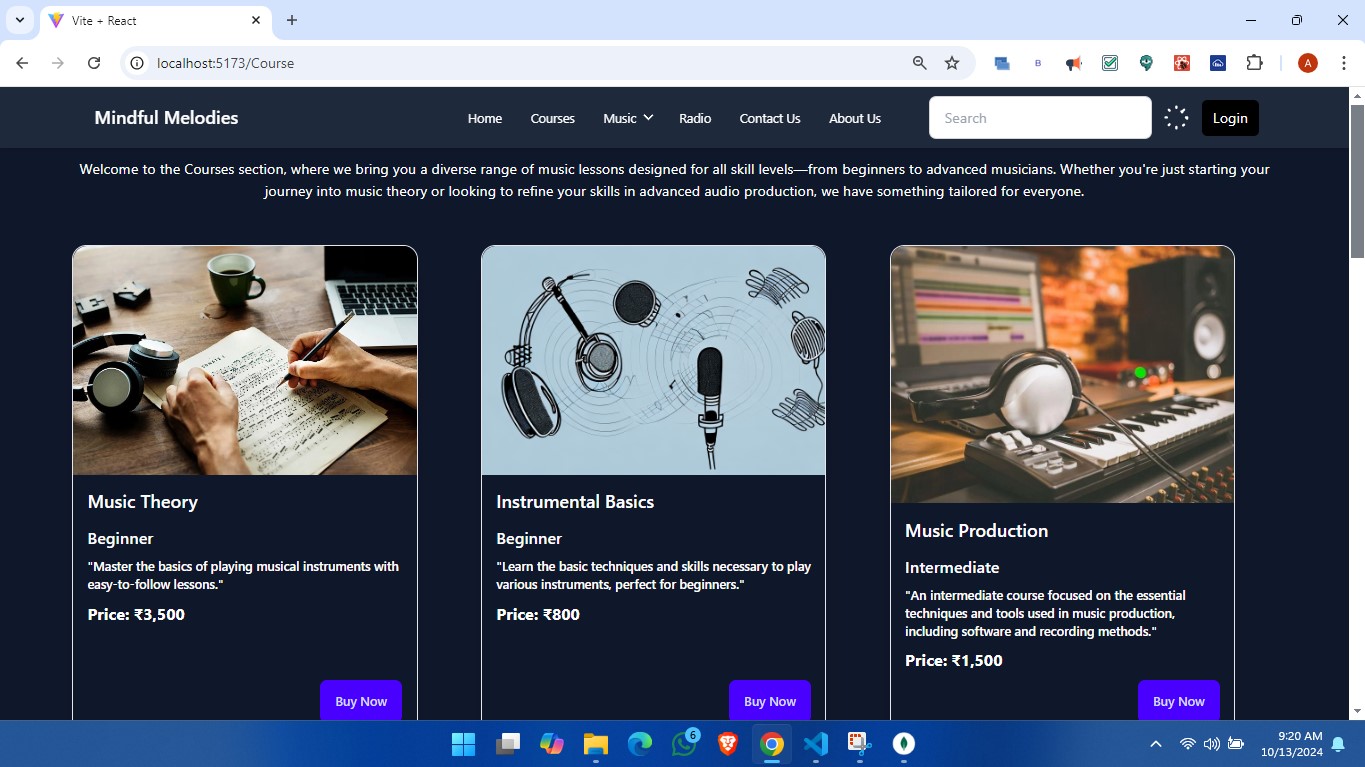 Vite + React
localhost:5173/Course
B
A
Mindful Melodies
Home
Courses
Music
Radio
Contact Us
About Us
Search
Login
Welcome to the Courses section, where we bring you a diverse range of music lessons designed for all skill levels—from beginners to advanced musicians. Whether you're just starting your
journey into music theory or looking to refine your skills in advanced audio production, we have something tailored for everyone.
Music Theory
Beginner
"Master the basics of playing musical instruments with
easy-to-follow lessons."
Price: ₹3,500
Buy Now
Instrumental Basics
Beginner
"Learn the basic techniques and skills necessary to play
various instruments, perfect for beginners."
Price: ₹800
Buy Now
Music Production
Intermediate
"An intermediate course focused on the essential
techniques and tools used in music production,
including software and recording methods."
Price: ₹1,500
Buy Now
6
9:20 AM
10/13/2024